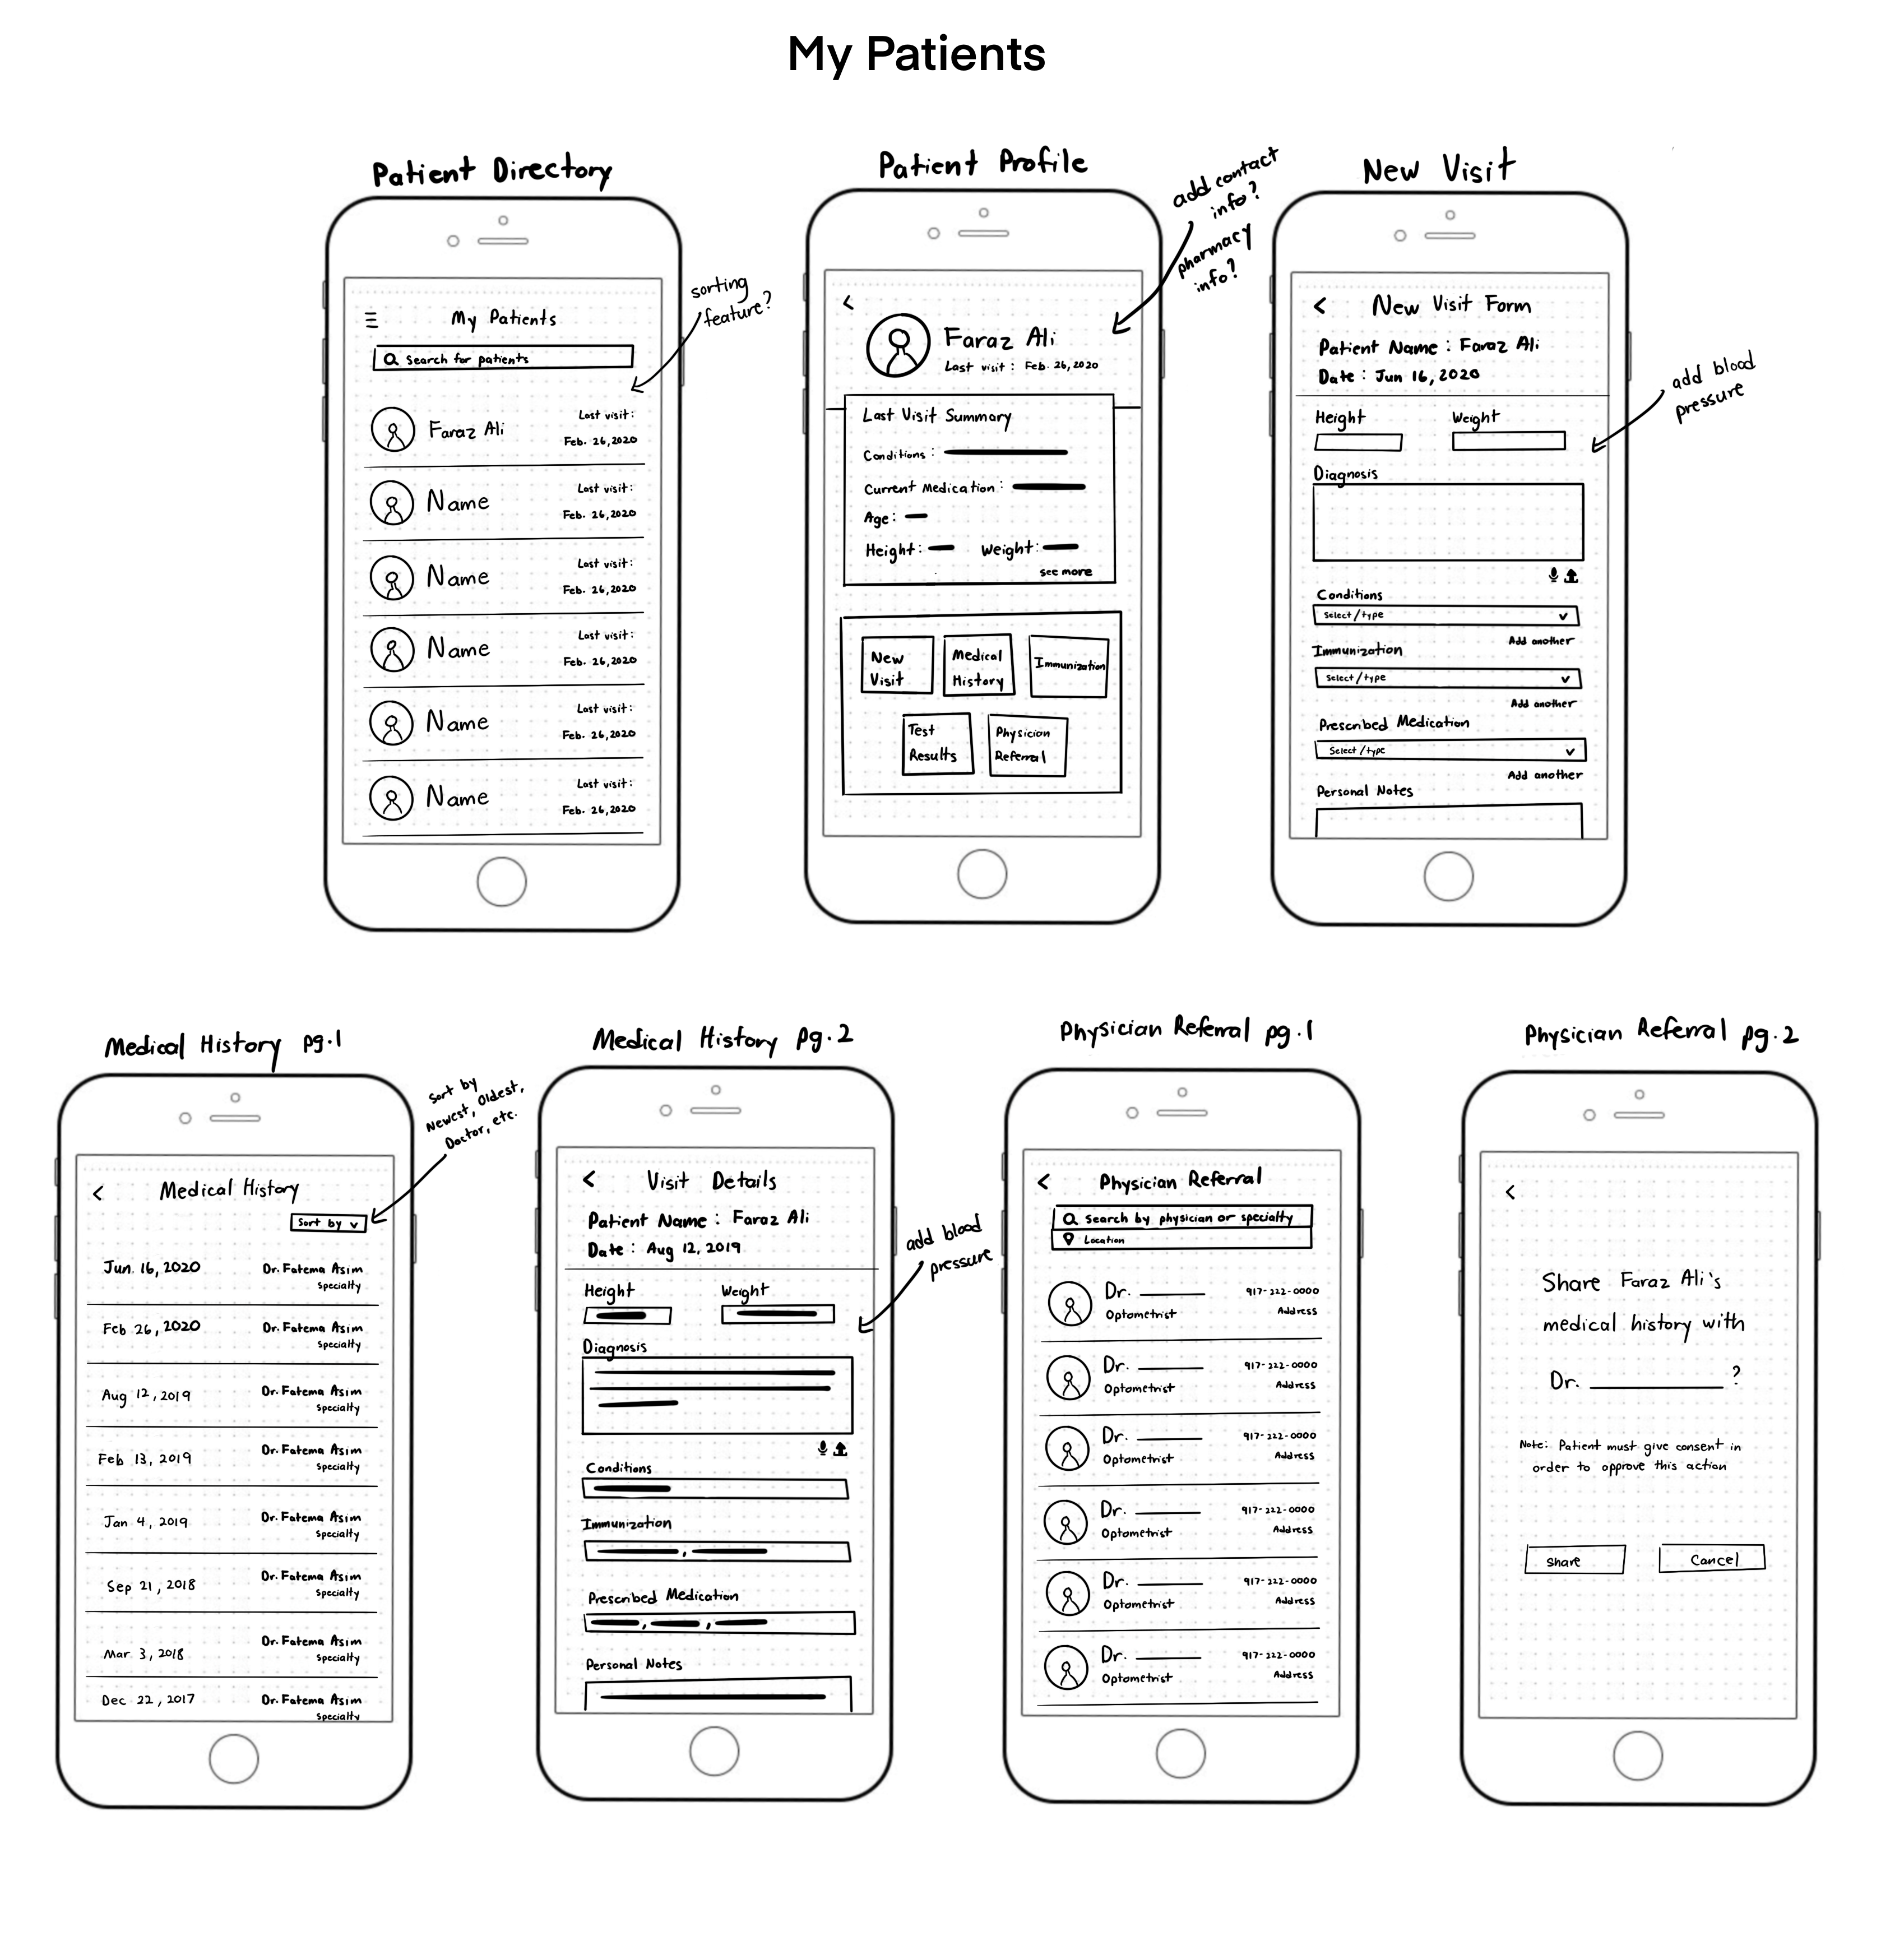 My Patients
Patient Directory
sorting
feature?
My Patients
Search for patients
Faraz Ali
Last visit:
Feb. 26, 2020
Name
Last visit:
Feb. 26, 2020
Name
Last visit:
Feb. 26, 2020
Name
Last visit:
Feb. 26, 2020
Name
Last visit:
Feb. 26, 2020
Name
Last visit:
Feb. 26, 2020
Patient Profile
add contact
info?
pharmacy
info?
<
Faraz Ali
Last visit: Feb. 26, 2020
Last Visit Summary
Conditions:
Current Medication:
Age:
Height: Weight:
see more
New
Visit
Medical
History
Immunization
Test
Results
Physician
Referral
New Visit
add blood
pressure
< New Visit Form
Patient Name: Faraz Ali
Date: Jun 16, 2020
Height Weight
Diagnosis
Conditions
Select/type
Add another
Immunization
Select/type
Add another
Prescribed Medication
Select/type
Add another
Personal Notes
Medical History pg.1
Sort by
Newest, Oldest,
Doctor, etc.
< Medical History
Sort by
Jun. 16, 2020 Dr. Fatema Asim
Specialty
Feb 26, 2020 Dr. Fatema Asim
Specialty
Aug 12, 2019 Dr. Fatema Asim
Specialty
Feb 13, 2019 Dr. Fatema Asim
Specialty
Jan 4, 2019 Dr. Fatema Asim
Specialty
Sep 21, 2018 Dr. Fatema Asim
Specialty
Mar 3, 2018 Dr. Fatema Asim
Specialty
Dec 22, 2017 Dr. Fatema Asim
Specialty
Medical History pg.2
add blood
pressure
< Visit Details
Patient Name: Faraz Ali
Date: Aug 12, 2019
Height Weight
Diagnosis
Conditions
Immunization
,
Prescribed Medication
, ,
Personal Notes
Physician Referral pg.1
< Physician Referral
Search by physician or specialty
Location
Dr. 917-222-0000
Optometrist Address
Dr. 917-222-0000
Optometrist Address
Dr. 917-222-0000
Optometrist Address
Dr. 917-222-0000
Optometrist Address
Dr. 917-222-0000
Optometrist Address
Dr. 917-222-0000
Optometrist Address
Physician Referral pg.2
<
Share Faraz Ali's
medical history with
Dr. ________?
Note: Patient must give consent in
order to approve this action
share Cancel